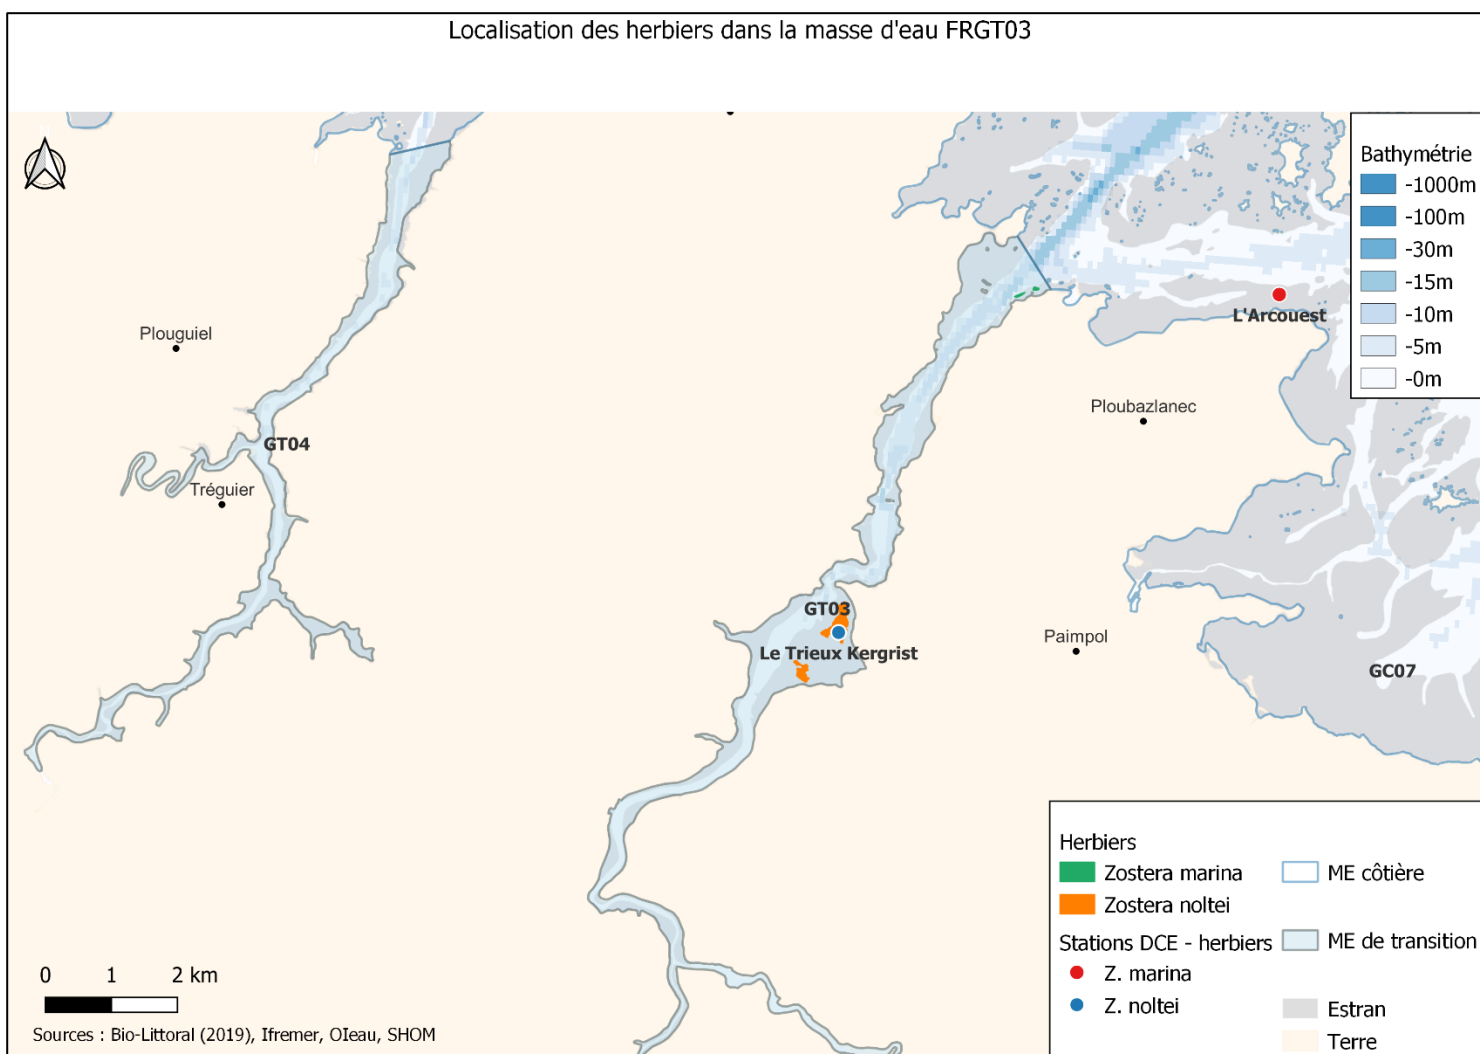 Localisation des herbiers dans la masse d'eau FRGT03
Bathymétrie
-1000m
-100m
-30m
-15m
-10m
-5m
-0m
L'Arcouest
Plouguiel
Ploubazlanec
GT04
Tréguier
GT03
Le Trieux Kergrist
Paimpol
GC07
Herbiers
Zostera marina
Zostera noltei
Stations DCE - herbiers
Z. marina
Z. noltei
ME côtière
ME de transition
Estran
Terre
0 1 2 km
Sources : Bio-Littoral (2019), Ifremer, OIeau, SHOM